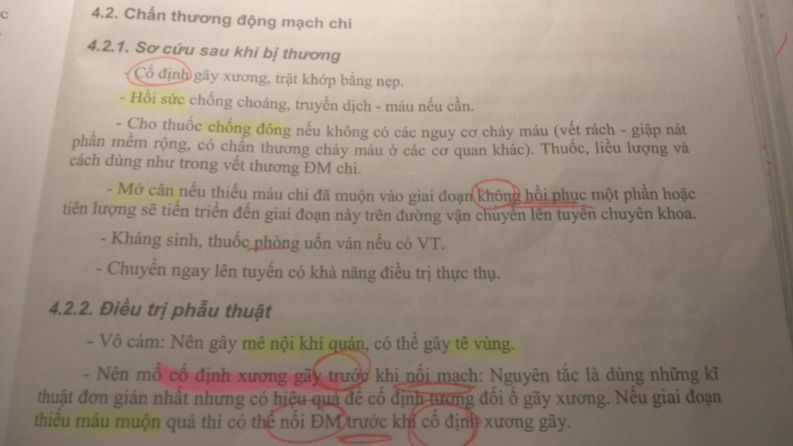 c
4.2. Chấn thương động mạch chi
4.2.1. Sơ cứu sau khi bị thương
- Cố định gãy xương, trật khớp bằng nẹp.
- Hồi sức chống choáng, truyền dịch - máu nếu cần.
- Cho thuốc chống đông nếu không có các nguy cơ chảy máu (vết rách - giập nát
phần mềm rộng, có chấn thương chảy máu ở các cơ quan khác). Thuốc, liều lượng và
cách dùng như trong vết thương ĐM chi.
- Mở cân nếu thiếu máu chi đã muộn vào giai đoạn không hồi phục một phần hoặc
tiên lượng sẽ tiến triển đến giai đoạn này trên đường vận chuyển lên tuyến chuyên khoa.
- Kháng sinh, thuốc phòng uốn ván nếu có VT.
- Chuyển ngay lên tuyến có khả năng điều trị thực thụ.
4.2.2. Điều trị phẫu thuật
- Vô cảm: Nên gây mê nội khí quản, có thể gây tê vùng.
- Nên mổ cố định xương gãy trước khi nối mạch: Nguyên tắc là dùng những kĩ
thuật đơn giản nhất nhưng có hiệu quả để cố định tương đối ổ gãy xương. Nếu giai đoạn
thiếu máu muộn quá thì có thể nối ĐM trước khi cố định xương gãy.